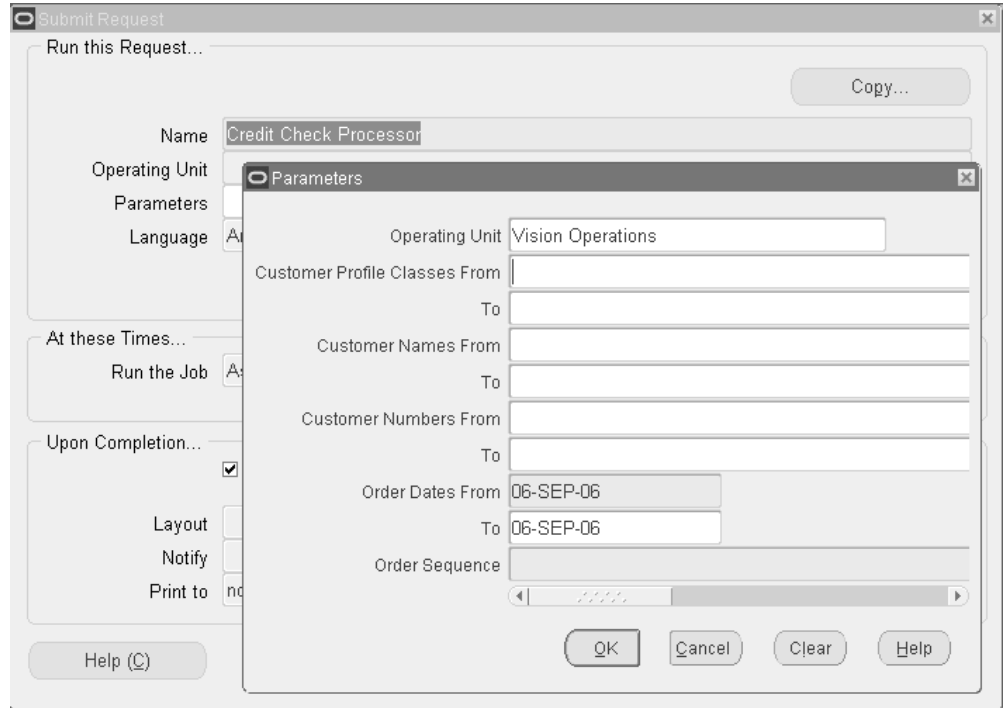 Submit Request
Run this Request...
Copy...
Name Credit Check Processor
Operating Unit
Parameters
Language
At these Times...
Run the Job
Upon Completion...
Layout
Notify
Print to
Help (C)
Parameters
Operating Unit Vision Operations
Customer Profile Classes From
To
Customer Names From
To
Customer Numbers From
To
Order Dates From 06-SEP-06
To 06-SEP-06
Order Sequence
OK Cancel Clear Help